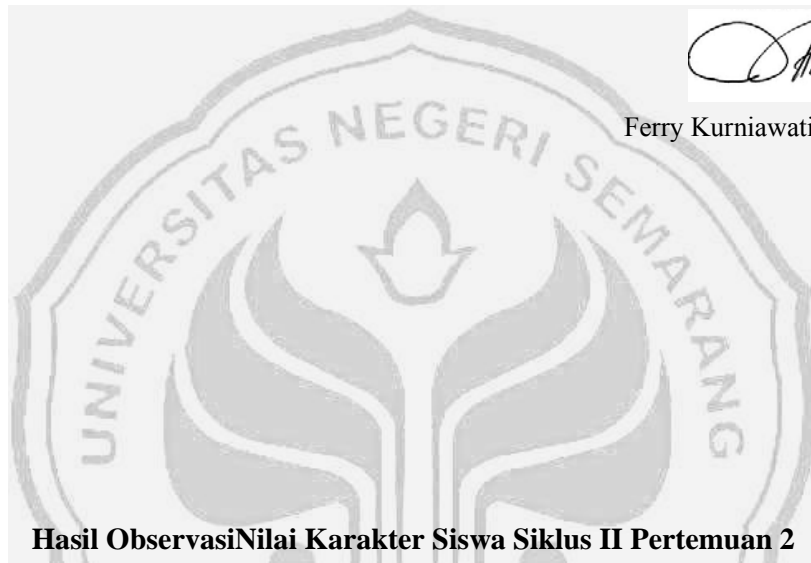 Ferry Kurniawati
UNIVERSITAS NEGERI SEMARANG
Hasil ObservasiNilai Karakter Siswa Siklus II Pertemuan 2